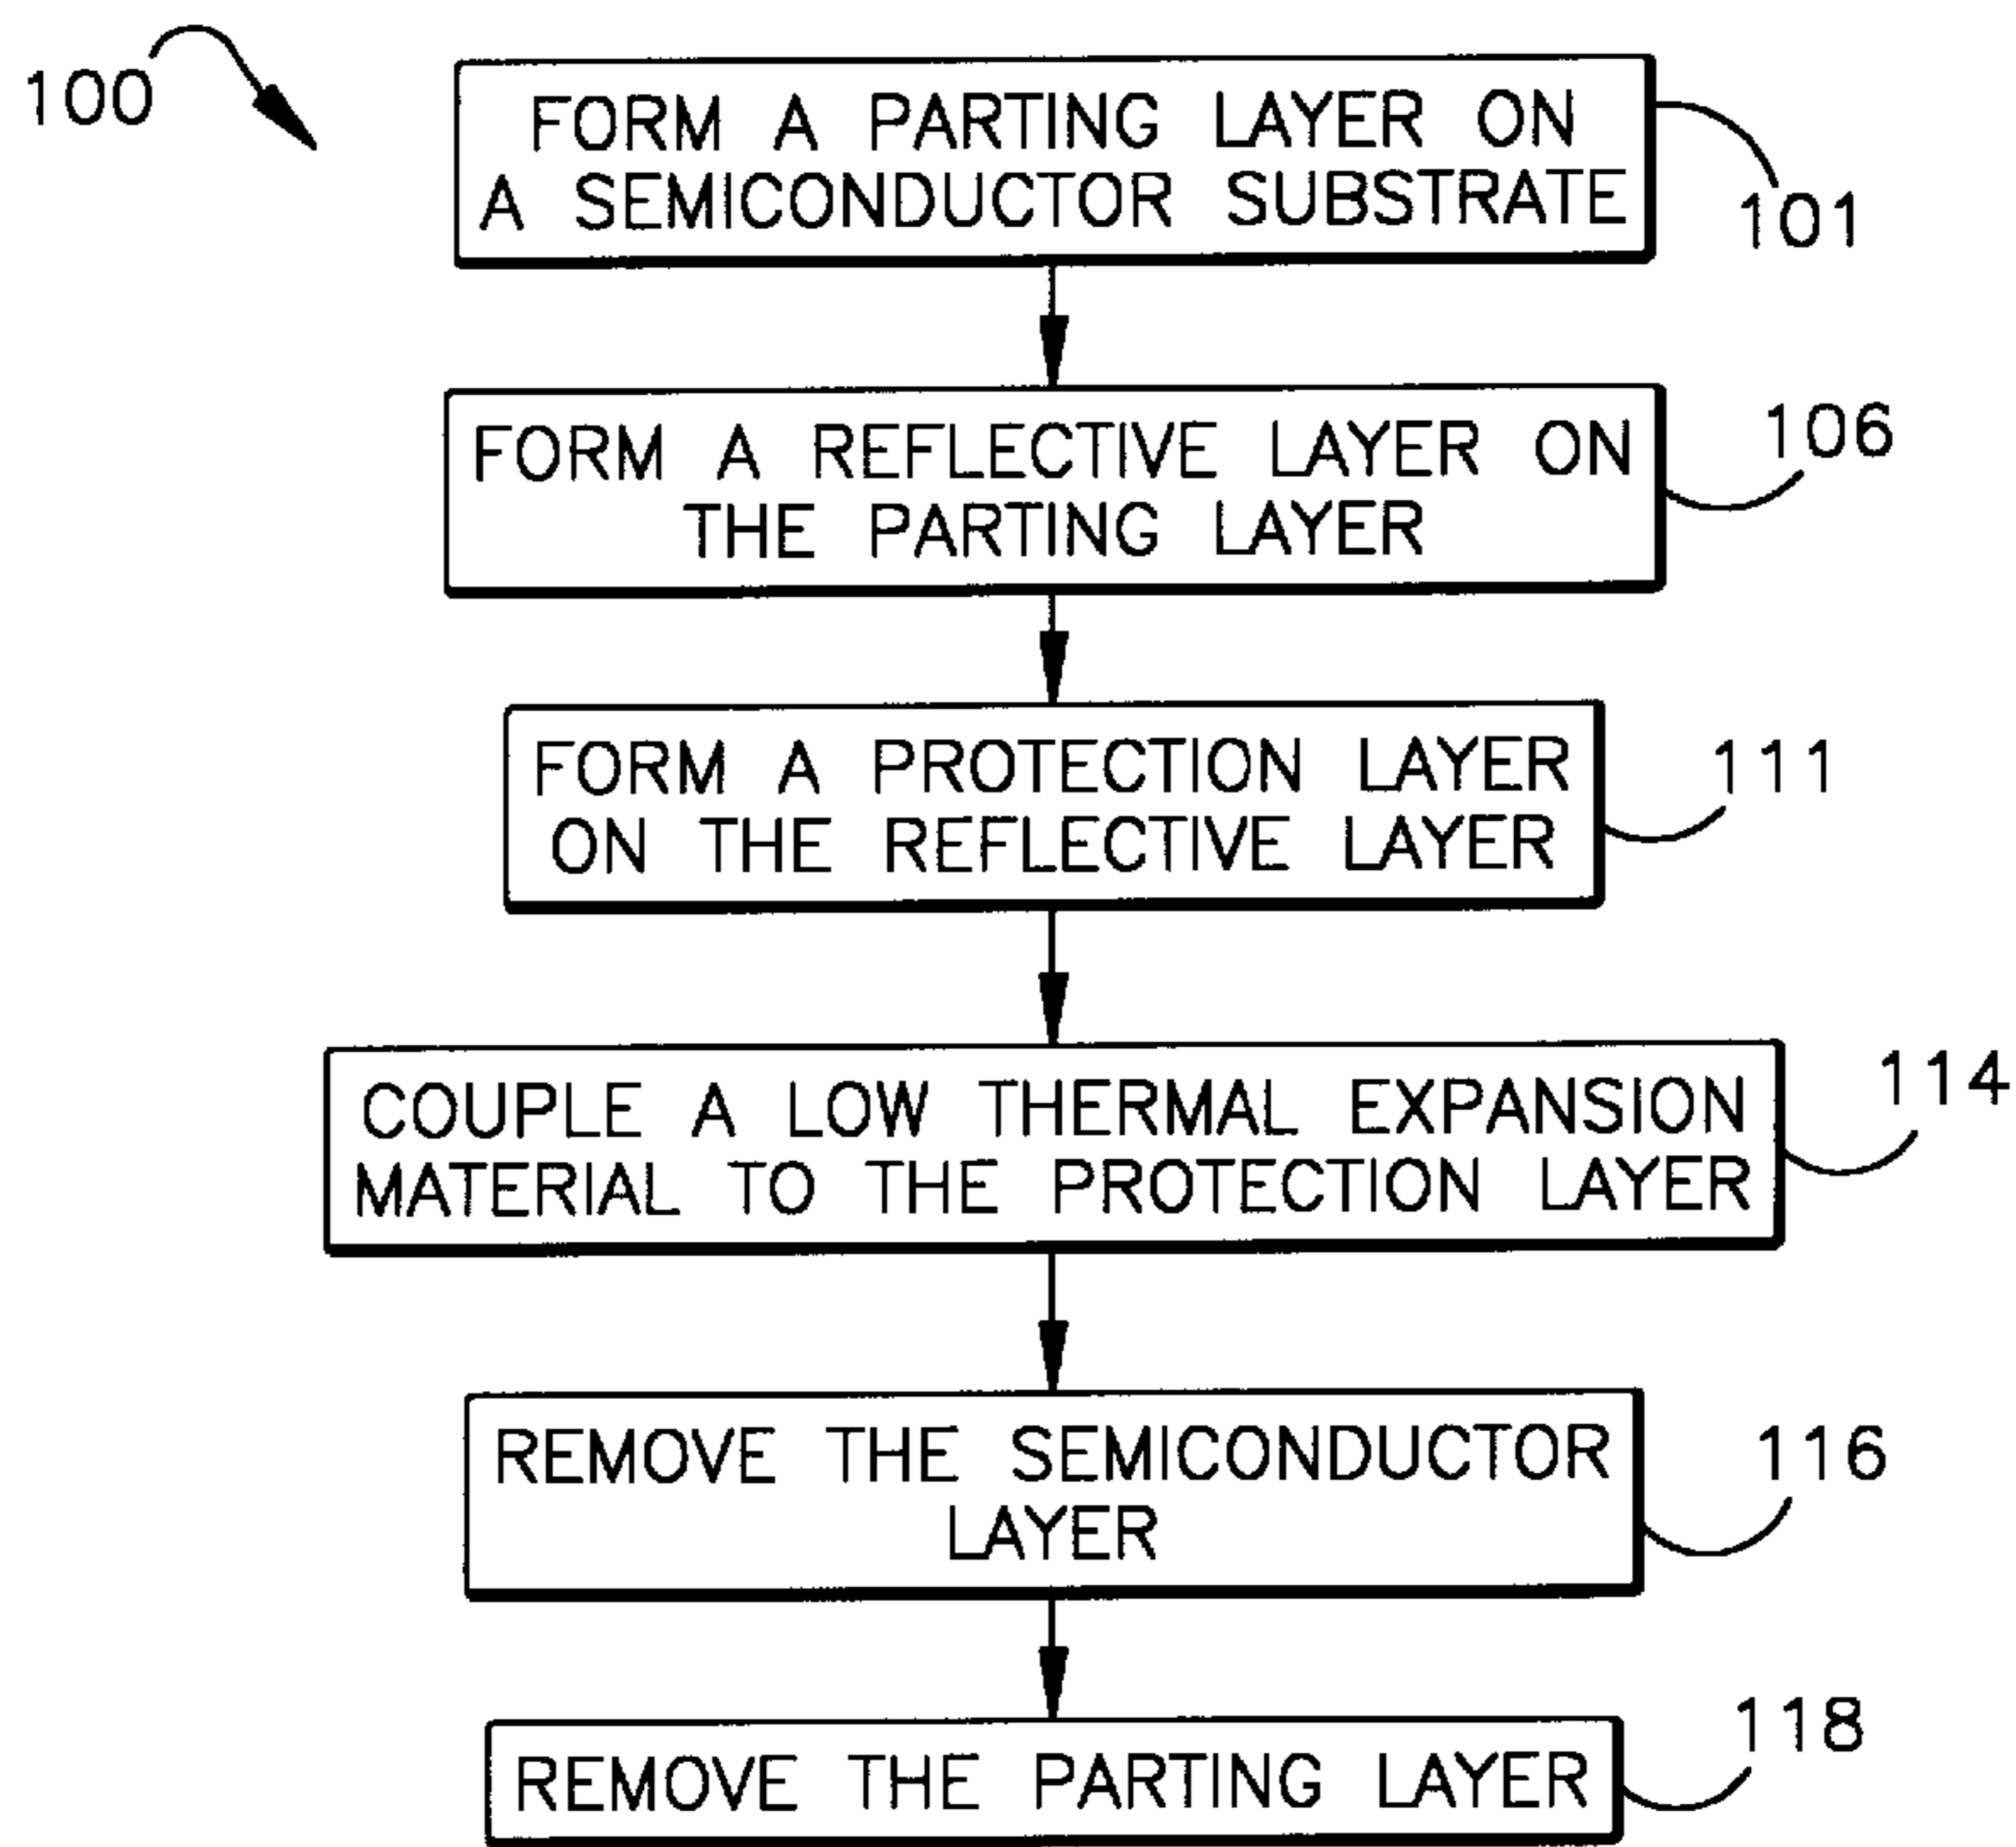 100
FORM A PARTING LAYER ON
A SEMICONDUCTOR SUBSTRATE
101
FORM A REFLECTIVE LAYER ON
THE PARTING LAYER
106
FORM A PROTECTION LAYER
ON THE REFLECTIVE LAYER
111
COUPLE A LOW THERMAL EXPANSION
MATERIAL TO THE PROTECTION LAYER
114
REMOVE THE SEMICONDUCTOR
LAYER
116
REMOVE THE PARTING LAYER
118